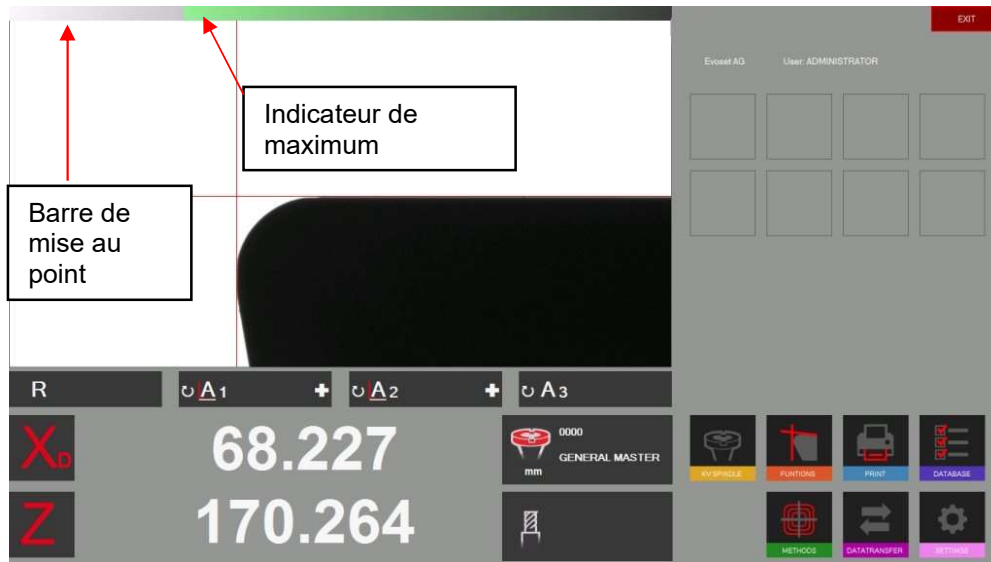 EXIT
Evoset AG User: ADMINISTRATOR
Indicateur de
maximum
Barre de
mise au
point
R A1 A2 A3
XD 68.227 0000
GENERAL MASTER
mm
Z 170.264
KV SPINDLE FUNTIONS PRINT DATABASE
METHODS DATATRANSFER SETTINGS